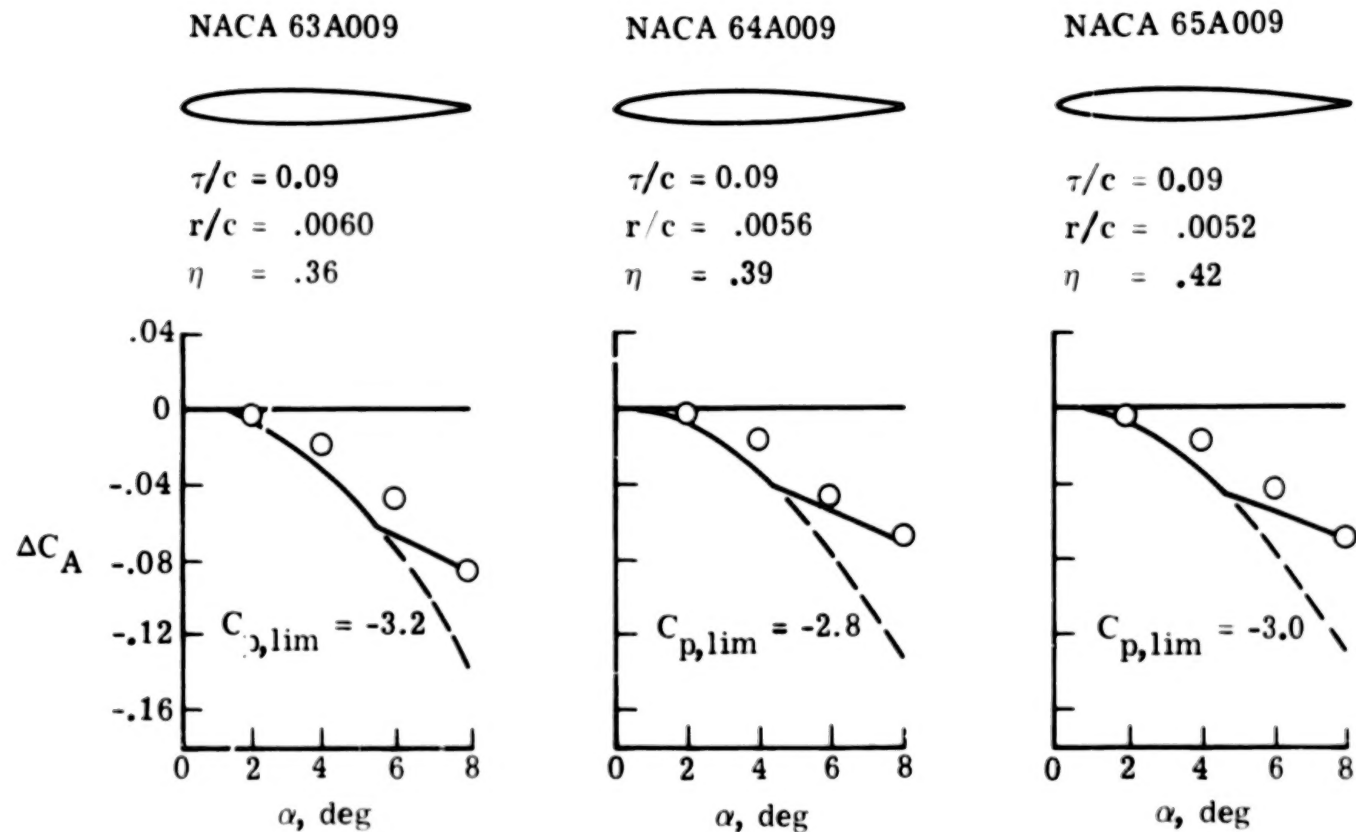 NACA 63A009
τ/c = 0.09
r/c = .0060
η = .36
NACA 64A009
τ/c = 0.09
r/c = .0056
η = .39
NACA 65A009
τ/c = 0.09
r/c = .0052
η = .42
ΔC_A
.04
0
-.04
-.08
-.12
-.16
C_p,lim = -3.2
0 2 4 6 8
α, deg
C_p,lim = -2.8
0 2 4 6 8
α, deg
C_p,lim = -3.0
0 2 4 6 8
α, deg